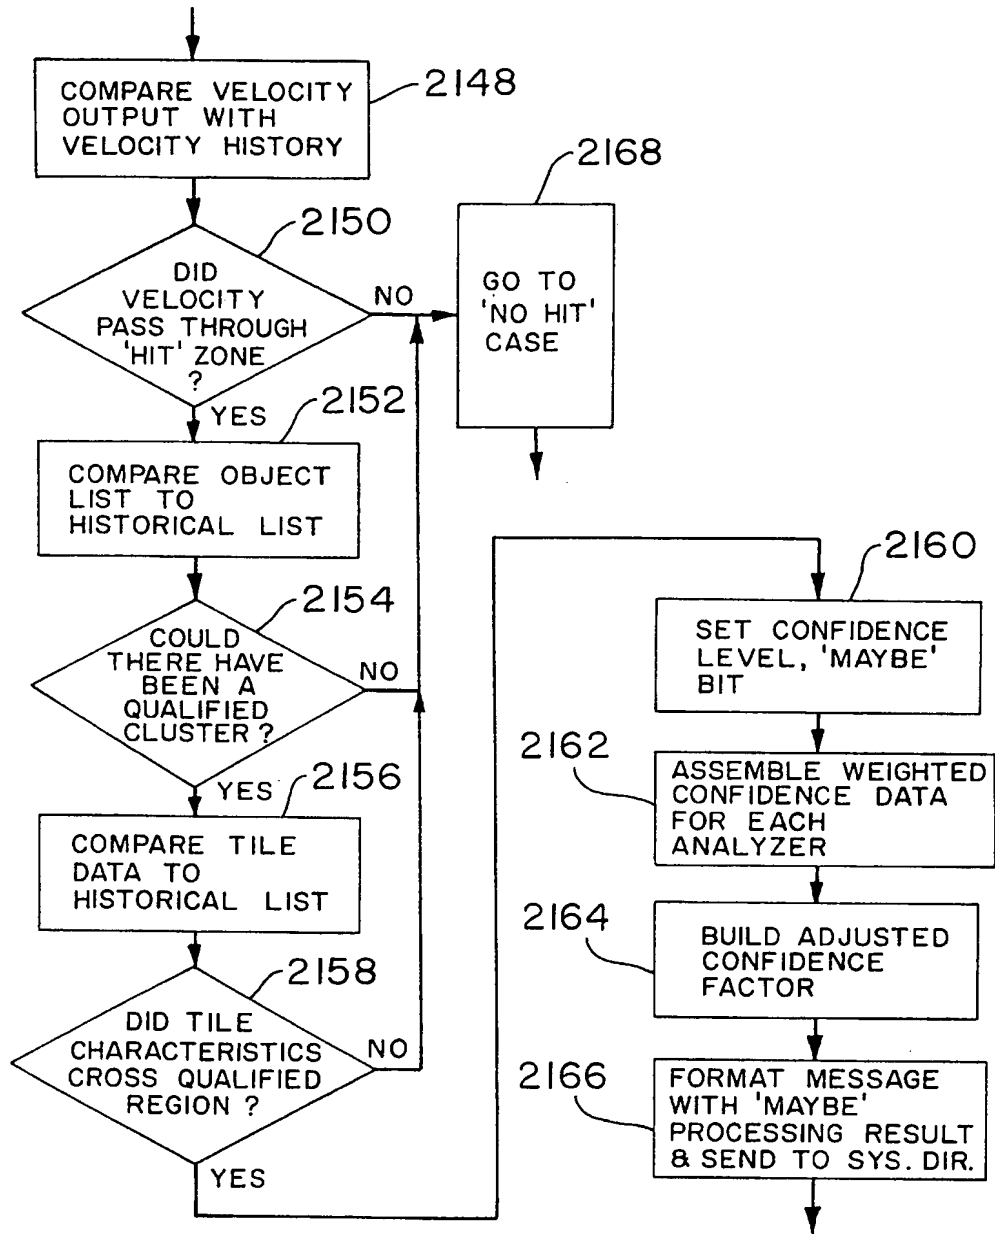 COMPARE VELOCITY
OUTPUT WITH
VELOCITY HISTORY
2148
DID
VELOCITY
PASS THROUGH
'HIT' ZONE
?
2150
NO
YES
GO TO
'NO HIT'
CASE
2168
COMPARE OBJECT
LIST TO
HISTORICAL LIST
2152
COULD
THERE HAVE
BEEN A
QUALIFIED
CLUSTER ?
2154
NO
YES
COMPARE TILE
DATA TO
HISTORICAL LIST
2156
DID TILE
CHARACTERISTICS
CROSS QUALIFIED
REGION ?
2158
NO
YES
SET CONFIDENCE
LEVEL, 'MAYBE'
BIT
2160
ASSEMBLE WEIGHTED
CONFIDENCE DATA
FOR EACH
ANALYZER
2162
BUILD ADJUSTED
CONFIDENCE
FACTOR
2164
FORMAT MESSAGE
WITH 'MAYBE'
PROCESSING RESULT
& SEND TO SYS. DIR.
2166